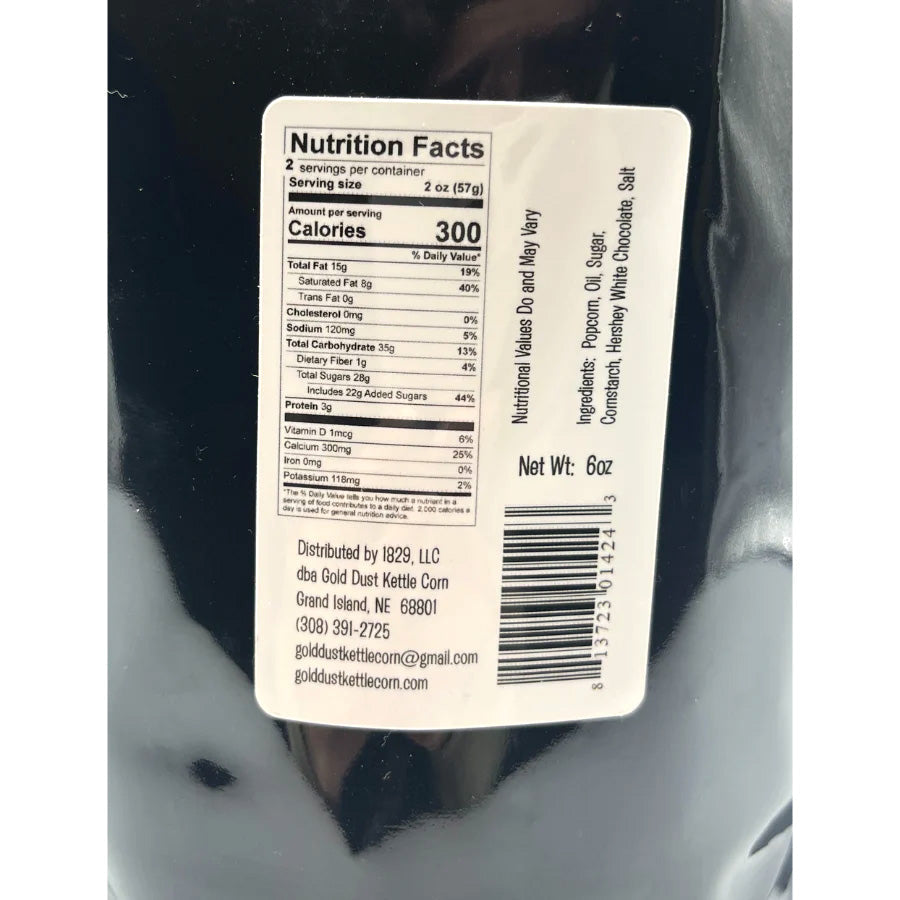 Nutrition Facts
2 servings per container
Serving size 2 oz (57g)
Amount per serving
Calories 300
% Daily Value*
Total Fat 15g 19%
Saturated Fat 8g 40%
Trans Fat 0g
Cholesterol 0mg 0%
Sodium 120mg 5%
Total Carbohydrate 35g 13%
Dietary Fiber 1g 4%
Total Sugars 28g
Includes 22g Added Sugars 44%
Protein 3g
Vitamin D 1mcg 6%
Calcium 300mg 25%
Iron 0mg 0%
Potassium 118mg 2%
*The % Daily Value tells you how much a nutrient in a
serving of food contributes to a daily diet. 2,000 calories a
day is used for general nutrition advice.
Distributed by 1829, LLC
dba Gold Dust Kettle Corn
Grand Island, NE 68801
(308) 391-2725
golddustkettlecorn@gmail.com
golddustkettlecorn.com
Nutritional Values Do and May Vary
Ingredients: Popcorn, Oil, Sugar,
Cornstarch, Hershey White Chocolate, Salt
Net Wt: 6oz
8 13723 01424 3